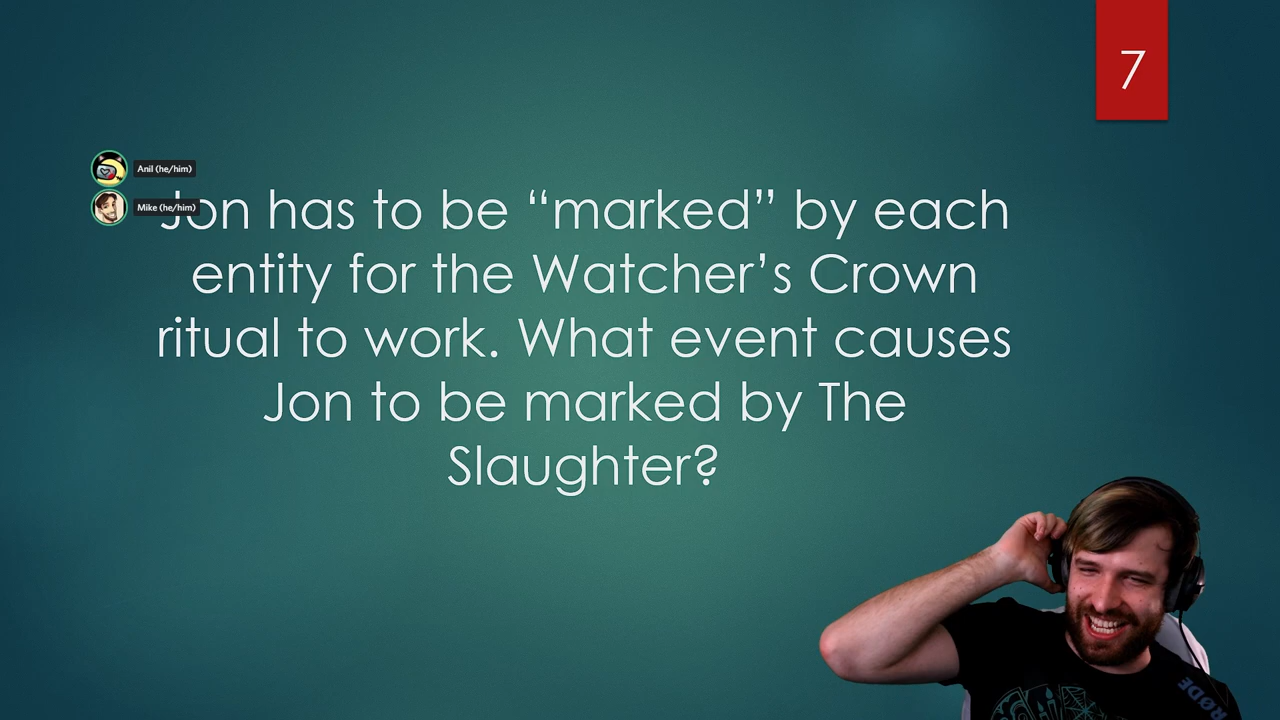 7
Anil (he/him)
Mike (he/him)
Jon has to be “marked” by each
entity for the Watcher’s Crown
ritual to work. What event causes
Jon to be marked by The
Slaughter?
RØDE